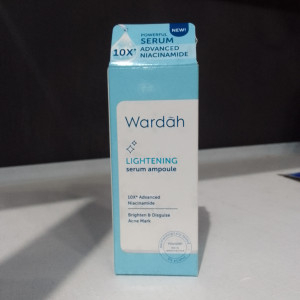 NEW!
POWERFUL
SERUM
10X* ADVANCED
NIACINAMIDE
Wardah
LIGHTENING
serum ampoule
10X* Advanced
Niacinamide
Brighten & Disguise
Acne Mark